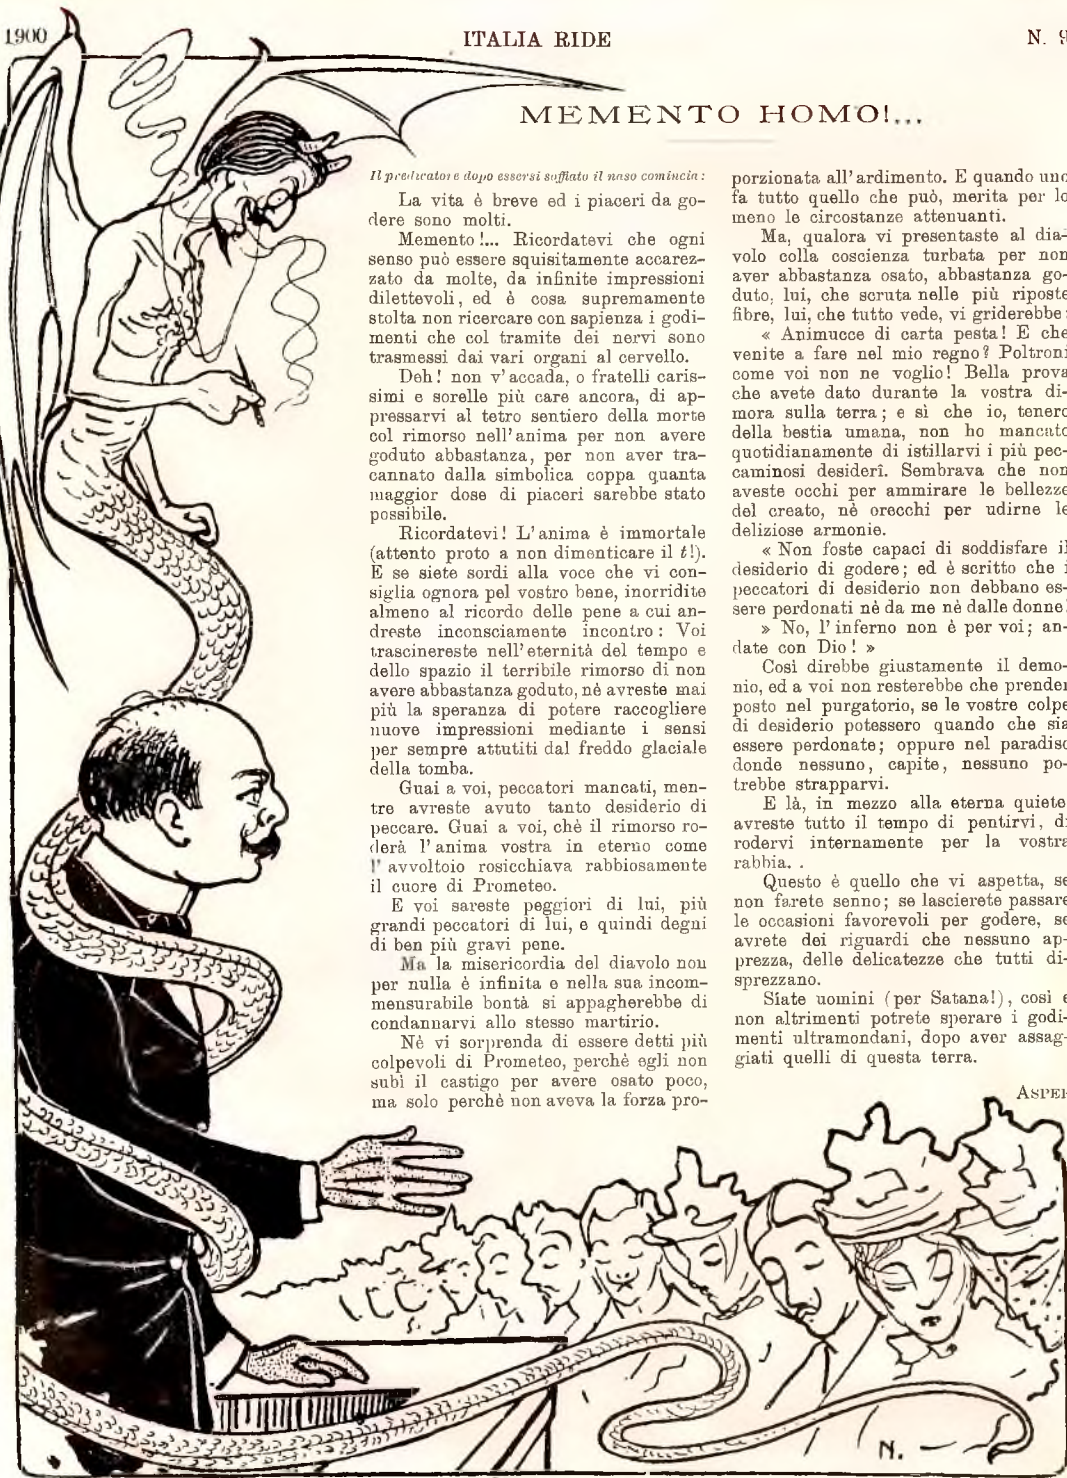 1900
ITALIA RIDE
N. 9
MEMENTO HOMO!...
Il predicatore dopo essersi soffiato il naso comincia:
La vita è breve ed i piaceri da go-
dere sono molti.
Memento!... Ricordatevi che ogni
senso può essere squisitamente accarez-
zato da molte, da infinite impressioni
dilettevoli, ed è cosa supremamente
stolta non ricercare con sapienza i godi-
menti che col tramite dei nervi sono
trasmessi dai vari organi al cervello.
Deh! non v'accada, o fratelli caris-
simi e sorelle più care ancora, di ap-
pressarvi al tetro sentiero della morte
col rimorso nell'anima per non avere
goduto abbastanza, per non aver tra-
cannato dalla simbolica coppa quanta
maggior dose di piaceri sarebbe stato
possibile.
Ricordatevi! L'anima è immortale
(attento proto a non dimenticare il t!).
E se siete sordi alla voce che vi con-
siglia ognora pel vostro bene, inorridite
almeno al ricordo delle pene a cui an-
dreste inconsciamente incontro: Voi
trascinereste nell'eternità del tempo e
dello spazio il terribile rimorso di non
avere abbastanza goduto, nè avreste mai
più la speranza di potere raccogliere
nuove impressioni mediante i sensi
per sempre attutiti dal freddo glaciale
della tomba.
Guai a voi, peccatori mancati, men-
tre avreste avuto tanto desiderio di
peccare. Guai a voi, chè il rimorso ro-
derà l'anima vostra in eterno come
l'avvoltoio rosicchiava rabbiosamente
il cuore di Prometeo.
E voi sareste peggiori di lui, più
grandi peccatori di lui, e quindi degni
di ben più gravi pene.
Ma la misericordia del diavolo non
per nulla è infinita e nella sua incom-
mensurabile bontà si appagherebbe di
condannarvi allo stesso martirio.
Nè vi sorprenda di essere detti più
colpevoli di Prometeo, perchè egli non
subì il castigo per avere osato poco,
ma solo perchè non aveva la forza pro-
porzionata all'ardimento. E quando uno
fa tutto quello che può, merita per lo
meno le circostanze attenuanti.
Ma, qualora vi presentaste al dia-
volo colla coscienza turbata per non
aver abbastanza osato, abbastanza go-
duto, lui, che scruta nelle più riposte
fibre, lui, che tutto vede, vi griderebbe:
« Animucce di carta pesta! E che
venite a fare nel mio regno? Poltroni
come voi non ne voglio! Bella prova
che avete dato durante la vostra di-
mora sulla terra; e sì che io, tenero
della bestia umana, non ho mancato
quotidianamente di istillarvi i più pec-
caminosi desiderî. Sembrava che non
aveste occhi per ammirare le bellezze
del creato, nè orecchi per udirne le
deliziose armonie.
« Non foste capaci di soddisfare il
desiderio di godere; ed è scritto che i
peccatori di desiderio non debbano es-
sere perdonati nè da me nè dalle donne!
» No, l'inferno non è per voi; an-
date con Dio! »
Così direbbe giustamente il demo-
nio, ed a voi non resterebbe che prender
posto nel purgatorio, se le vostre colpe
di desiderio potessero quando che sia
essere perdonate; oppure nel paradiso
donde nessuno, capite, nessuno po-
trebbe strapparvi.
E là, in mezzo alla eterna quiete
avreste tutto il tempo di pentirvi, di
rodervi internamente per la vostra
rabbia. .
Questo è quello che vi aspetta, se
non farete senno; se lascierete passare
le occasioni favorevoli per godere, se
avrete dei riguardi che nessuno ap-
prezza, delle delicatezze che tutti di-
sprezzano.
Siate uomini (per Satana!), così e
non altrimenti potrete sperare i godi-
menti ultramondani, dopo aver assag-
giati quelli di questa terra.
N.